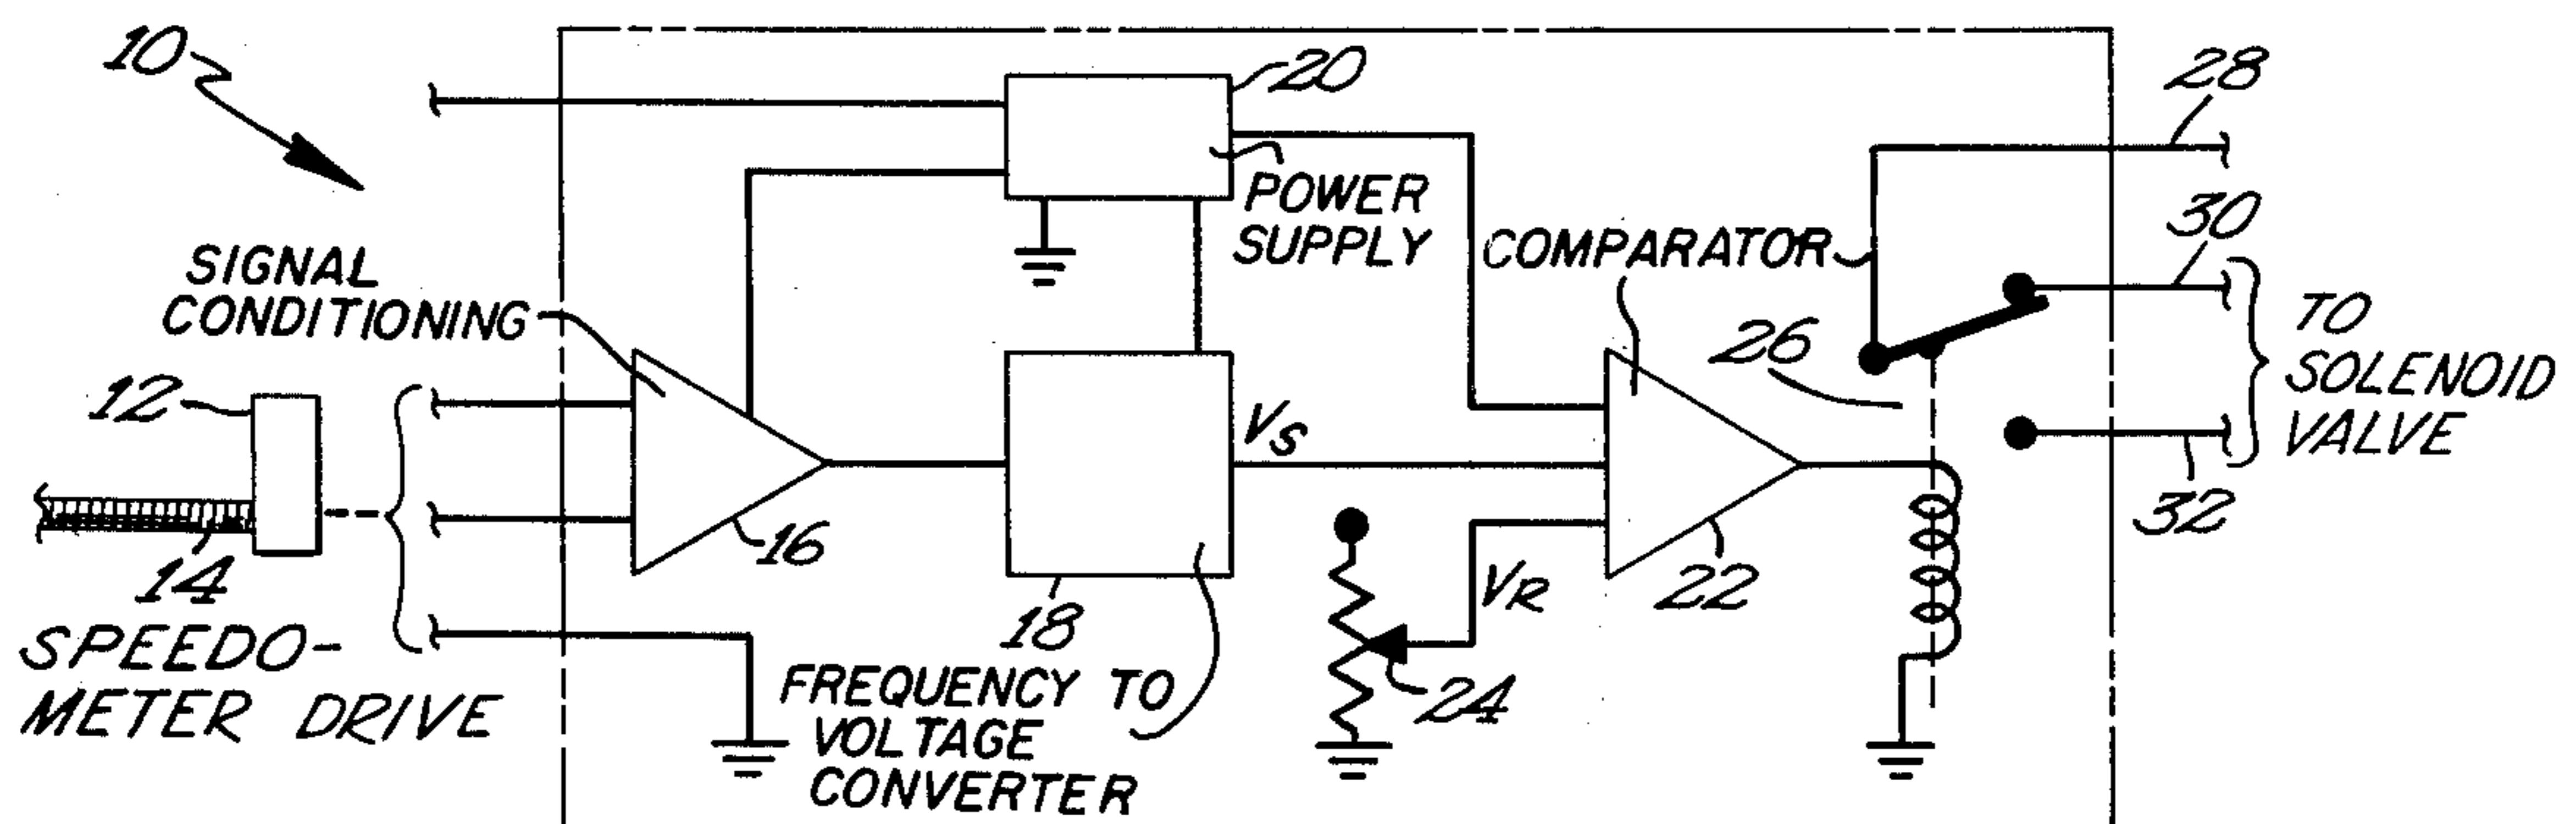 10
20
28
POWER
SUPPLY
30
SIGNAL
CONDITIONING
COMPARATOR
TO
SOLENOID
VALVE
26
12
VS
32
14
16
18
VR
22
24
SPEEDO-
METER DRIVE
FREQUENCY TO
VOLTAGE
CONVERTER